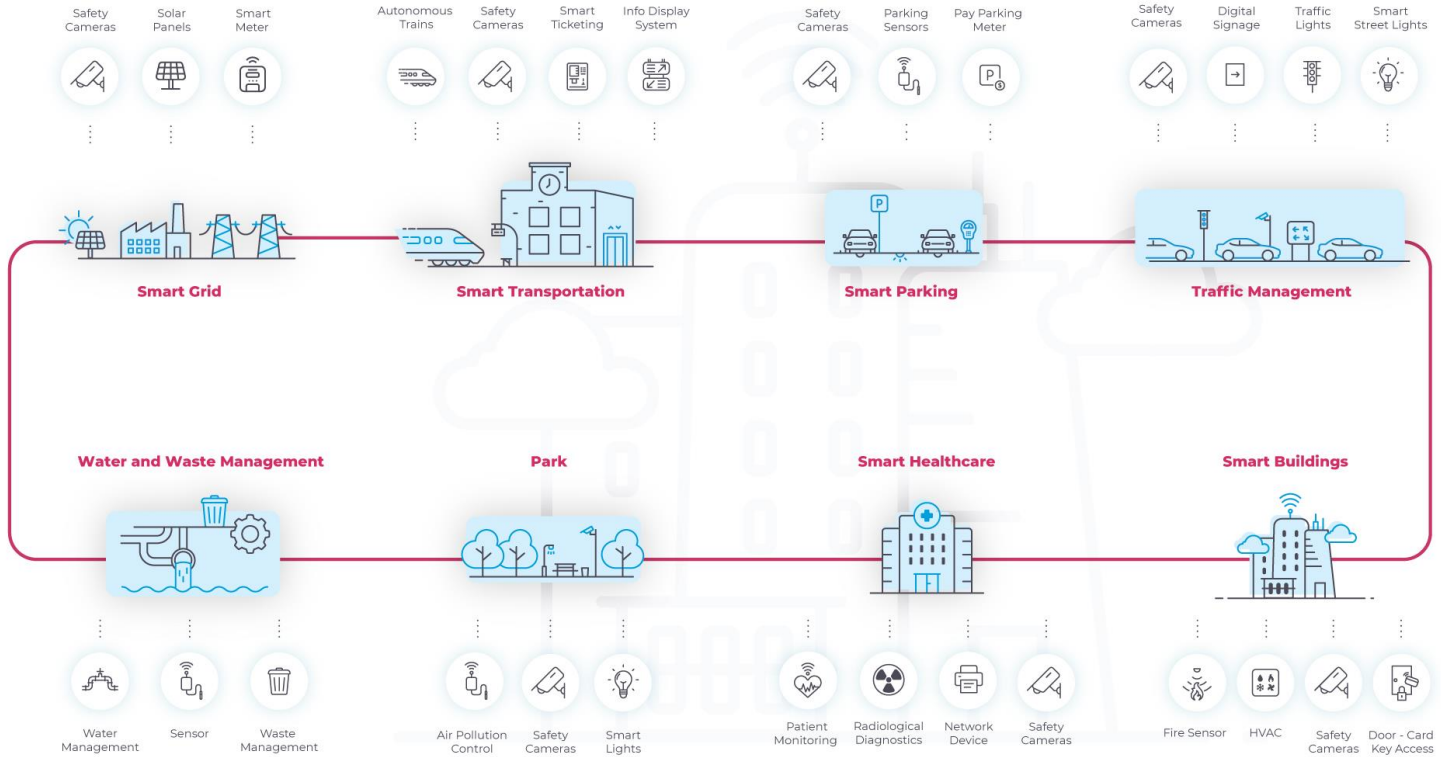 Safety
Cameras
Solar
Panels
Smart
Meter
Autonomous
Trains
Safety
Cameras
Smart
Ticketing
Info Display
System
Safety
Cameras
Parking
Sensors
Pay Parking
Meter
Safety
Cameras
Digital
Signage
Traffic
Lights
Smart
Street Lights
P
$
P
Smart Grid
Smart Transportation
Smart Parking
Traffic Management
Water and Waste Management
Park
Smart Healthcare
Smart Buildings
Water
Management
Sensor
Waste
Management
Air Pollution
Control
Safety
Cameras
Smart
Lights
Patient
Monitoring
Radiological
Diagnostics
Network
Device
Safety
Cameras
Fire Sensor
HVAC
Safety
Cameras
Door - Card
Key Access